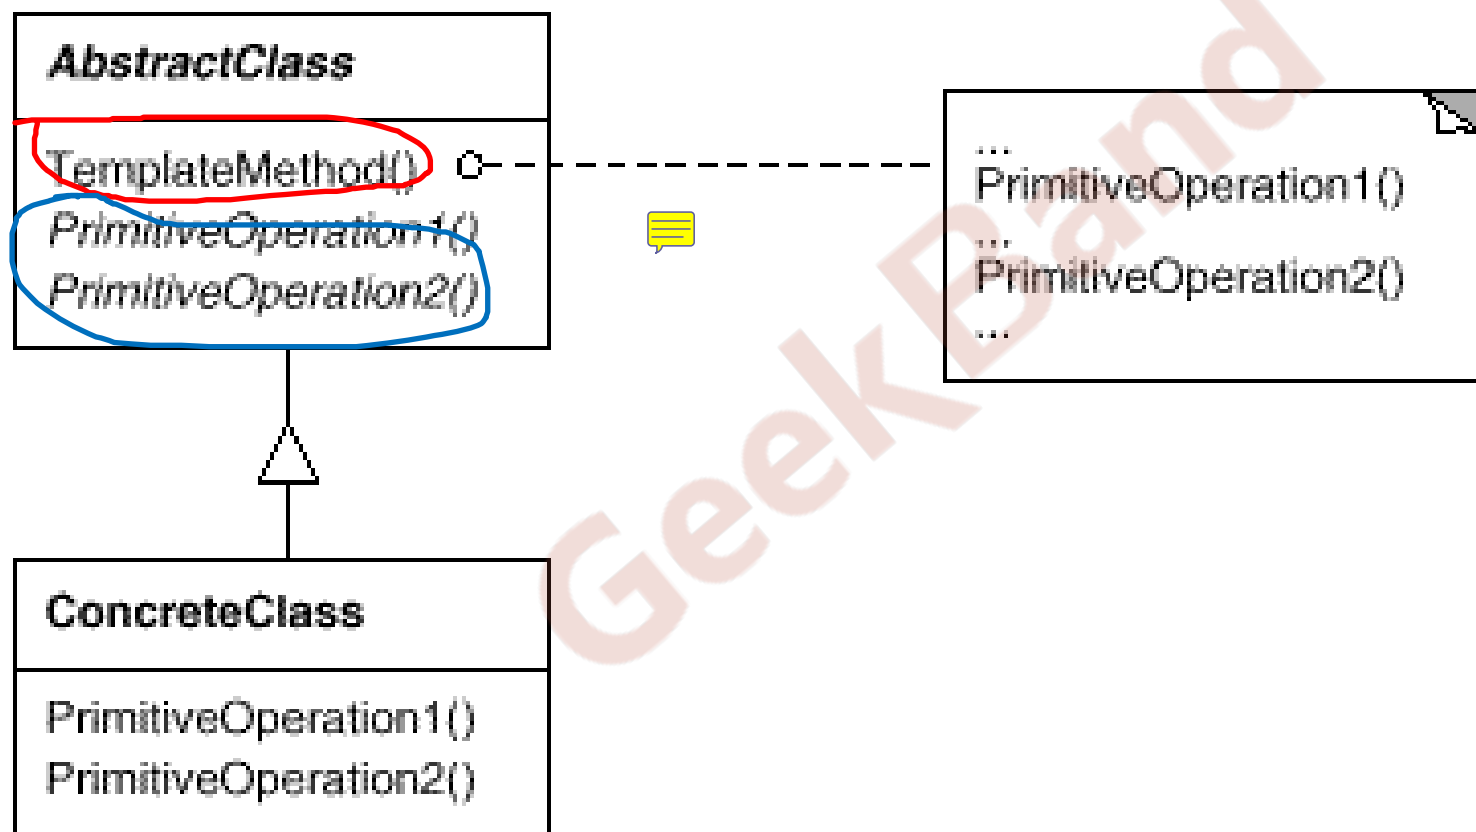 AbstractClass
TemplateMethod()
PrimitiveOperation1()
PrimitiveOperation2()
...
PrimitiveOperation1()
...
PrimitiveOperation2()
...
ConcreteClass
PrimitiveOperation1()
PrimitiveOperation2()
GeekBand